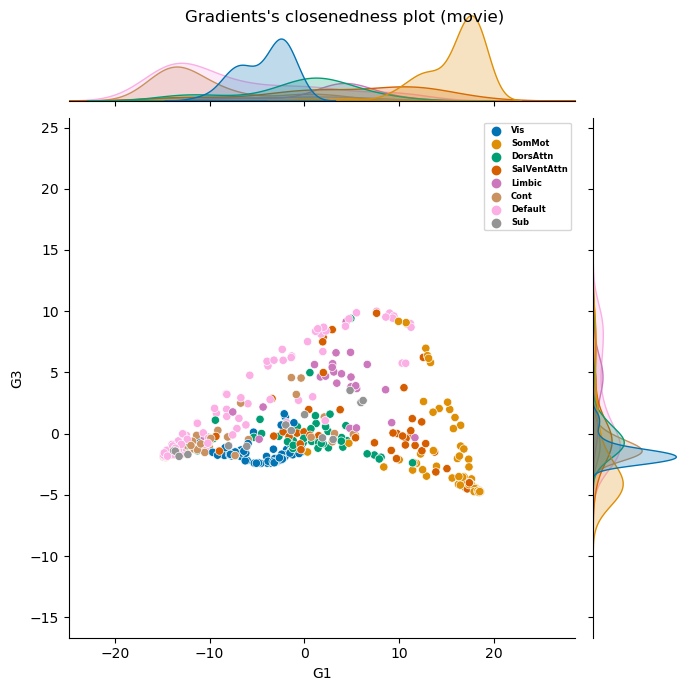 Gradients's closenedness plot (movie)
25
20
15
10
5
0
−5
−10
−15
G3
Vis
SomMot
DorsAttn
SalVentAttn
Limbic
Cont
Default
Sub
−20
−10
0
10
20
G1